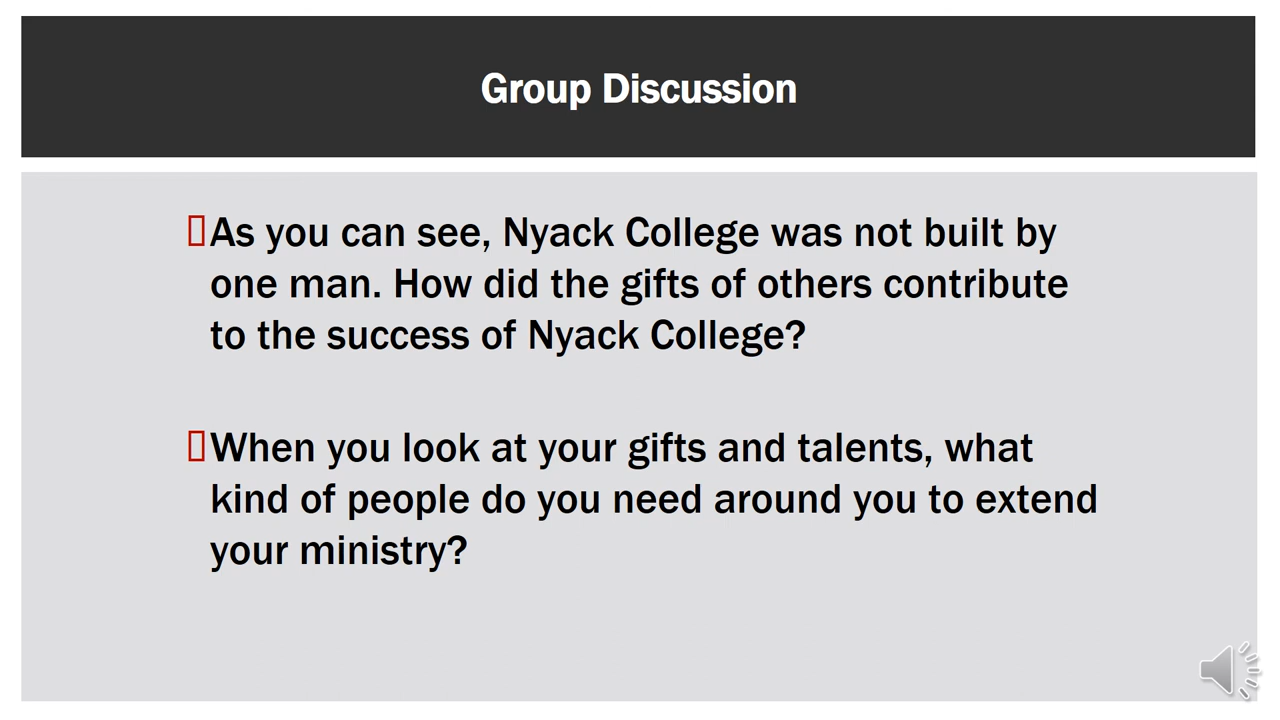 Group Discussion
As you can see, Nyack College was not built by
one man. How did the gifts of others contribute
to the success of Nyack College?
When you look at your gifts and talents, what
kind of people do you need around you to extend
your ministry?